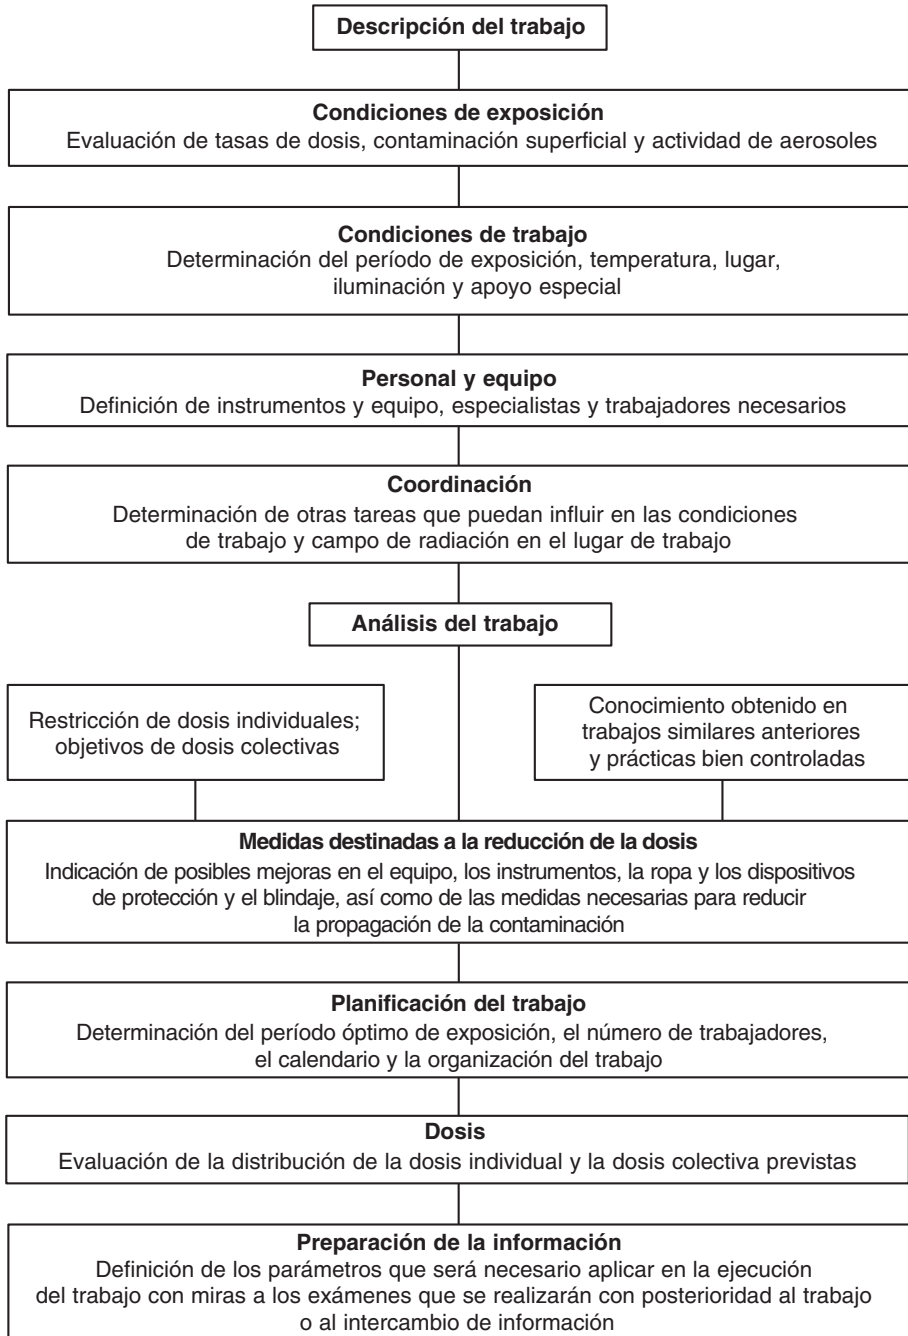 Descripción del trabajo
Condiciones de exposición
Evaluación de tasas de dosis, contaminación superficial y actividad de aerosoles
Condiciones de trabajo
Determinación del período de exposición, temperatura, lugar,
iluminación y apoyo especial
Personal y equipo
Definición de instrumentos y equipo, especialistas y trabajadores necesarios
Coordinación
Determinación de otras tareas que puedan influir en las condiciones
de trabajo y campo de radiación en el lugar de trabajo
Análisis del trabajo
Restricción de dosis individuales;
objetivos de dosis colectivas
Conocimiento obtenido en
trabajos similares anteriores
y prácticas bien controladas
Medidas destinadas a la reducción de la dosis
Indicación de posibles mejoras en el equipo, los instrumentos, la ropa y los dispositivos
de protección y el blindaje, así como de las medidas necesarias para reducir
la propagación de la contaminación
Planificación del trabajo
Determinación del período óptimo de exposición, el número de trabajadores,
el calendario y la organización del trabajo
Dosis
Evaluación de la distribución de la dosis individual y la dosis colectiva previstas
Preparación de la información
Definición de los parámetros que será necesario aplicar en la ejecución
del trabajo con miras a los exámenes que se realizarán con posterioridad al trabajo
o al intercambio de información